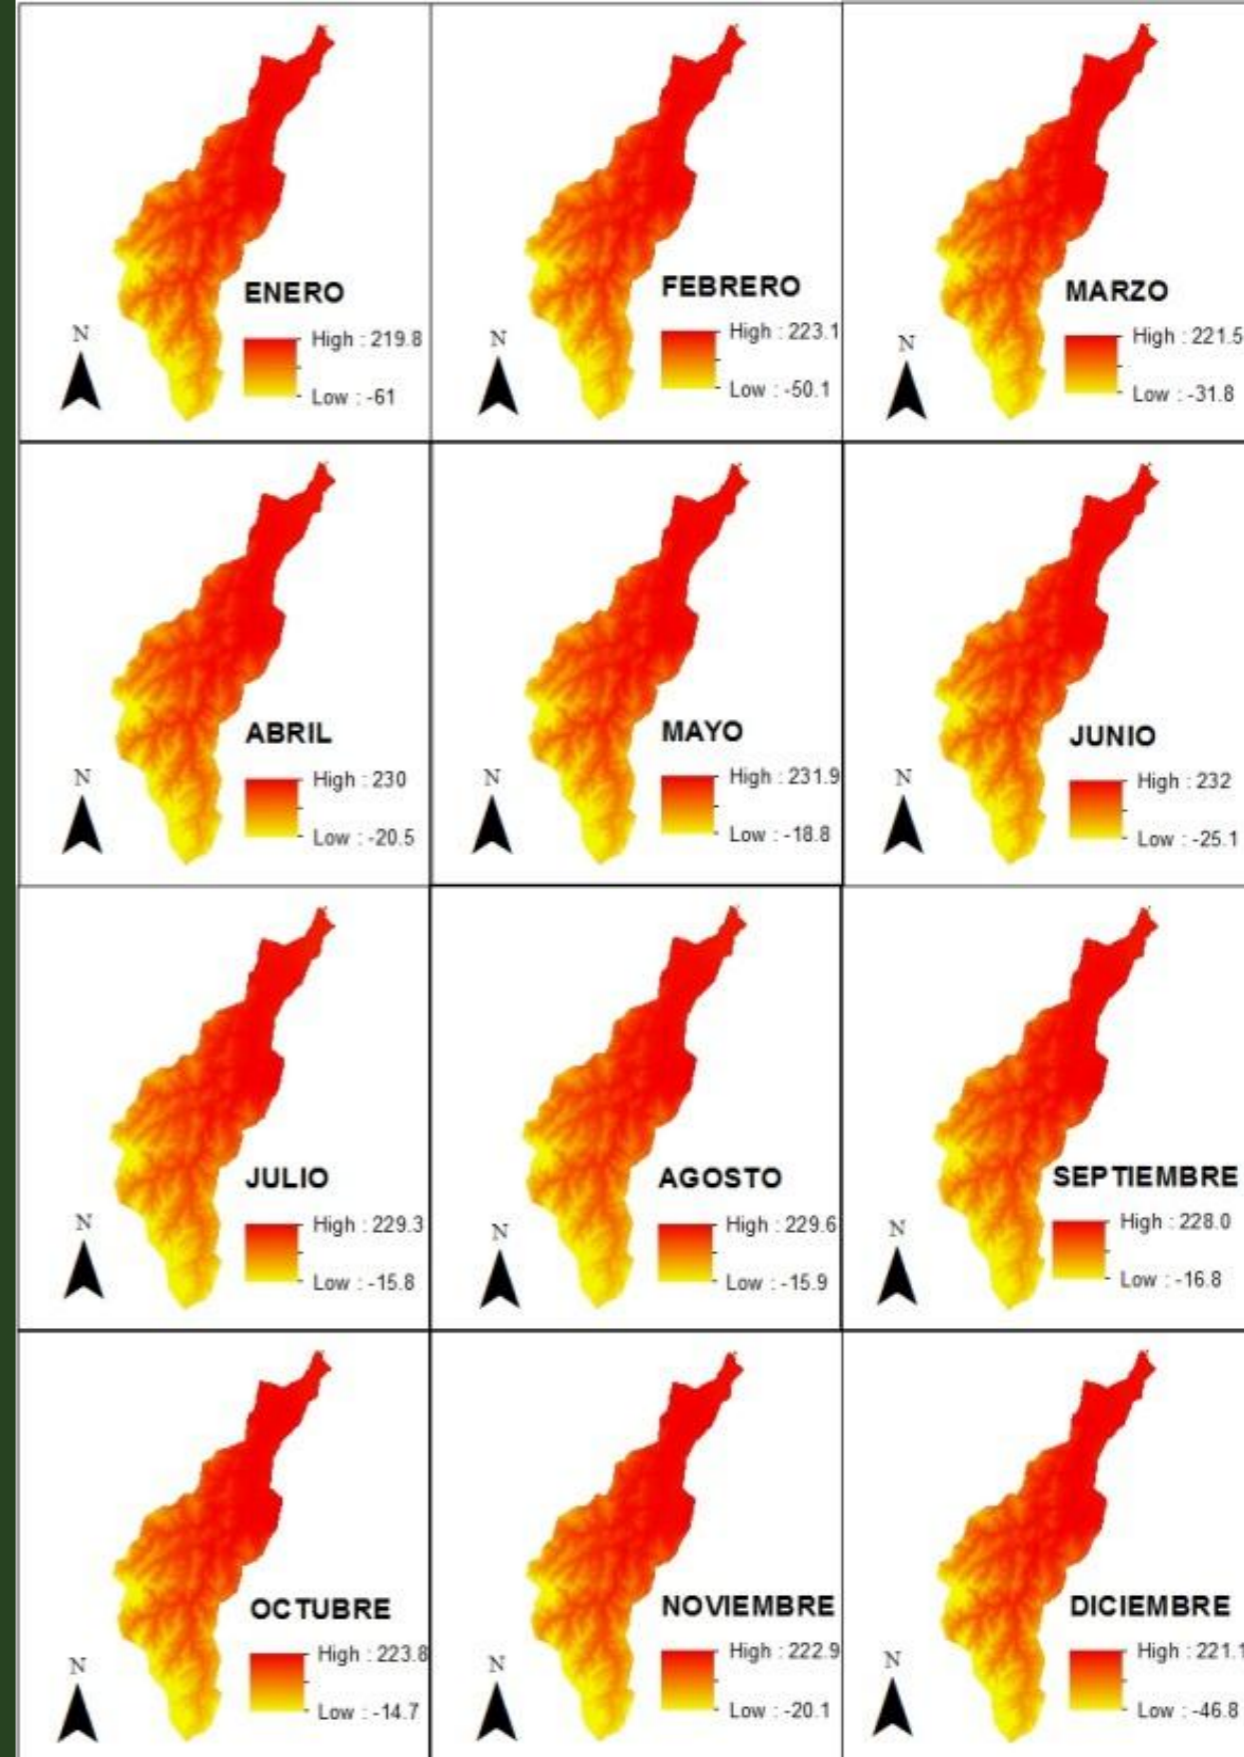 ENERO
N
High : 219.8
Low : -61
FEBRERO
N
High : 223.1
Low : -50.1
MARZO
N
High : 221.5
Low : -31.8
ABRIL
N
High : 230
Low : -20.5
MAYO
N
High : 231.9
Low : -18.8
JUNIO
N
High : 232
Low : -25.1
JULIO
N
High : 229.3
Low : -15.8
AGOSTO
N
High : 229.6
Low : -15.9
SEPTIEMBRE
N
High : 228.0
Low : -16.8
OCTUBRE
N
High : 223.8
Low : -14.7
NOVIEMBRE
N
High : 222.9
Low : -20.1
DICIEMBRE
N
High : 221.1
Low : -46.8